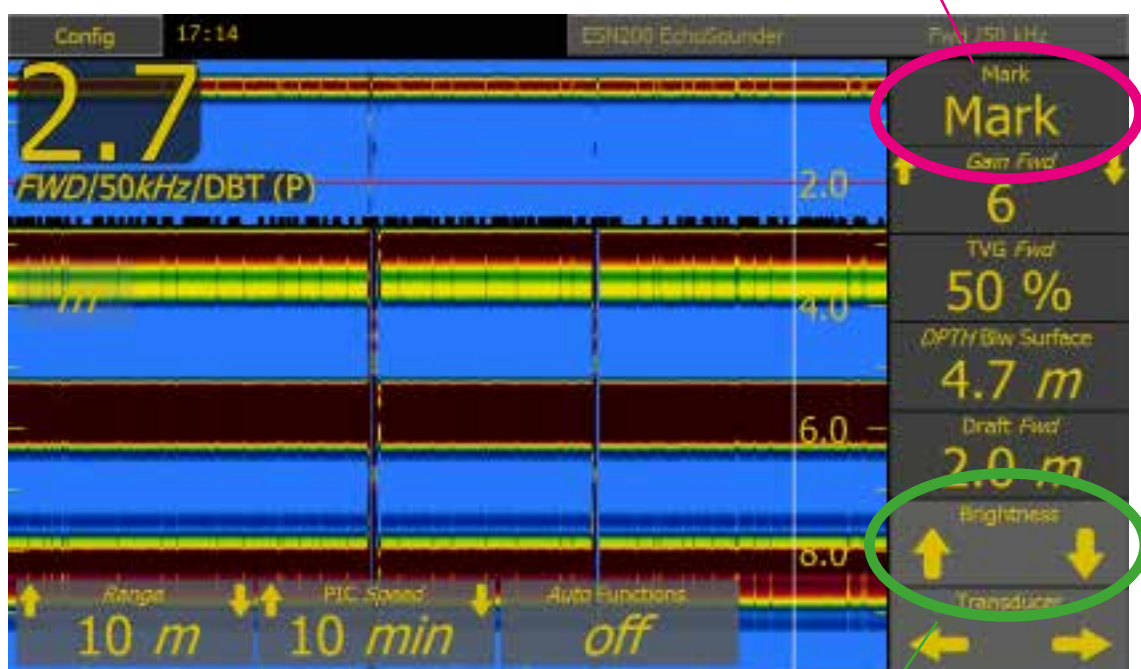 Config 17:14 ESN200 EchoSounder Fwd /50 kHz
2.7
FWD/50kHz/DBT (P)
m
2.0
4.0
6.0
8.0
Mark
Mark
Gain Fwd
6
TVG Fwd
50 %
DPTH Blw Surface
4.7 m
Draft Fwd
2.0 m
Brightness
Transducer
Range
10 m
PIC Speed
10 min
Auto Functions
off